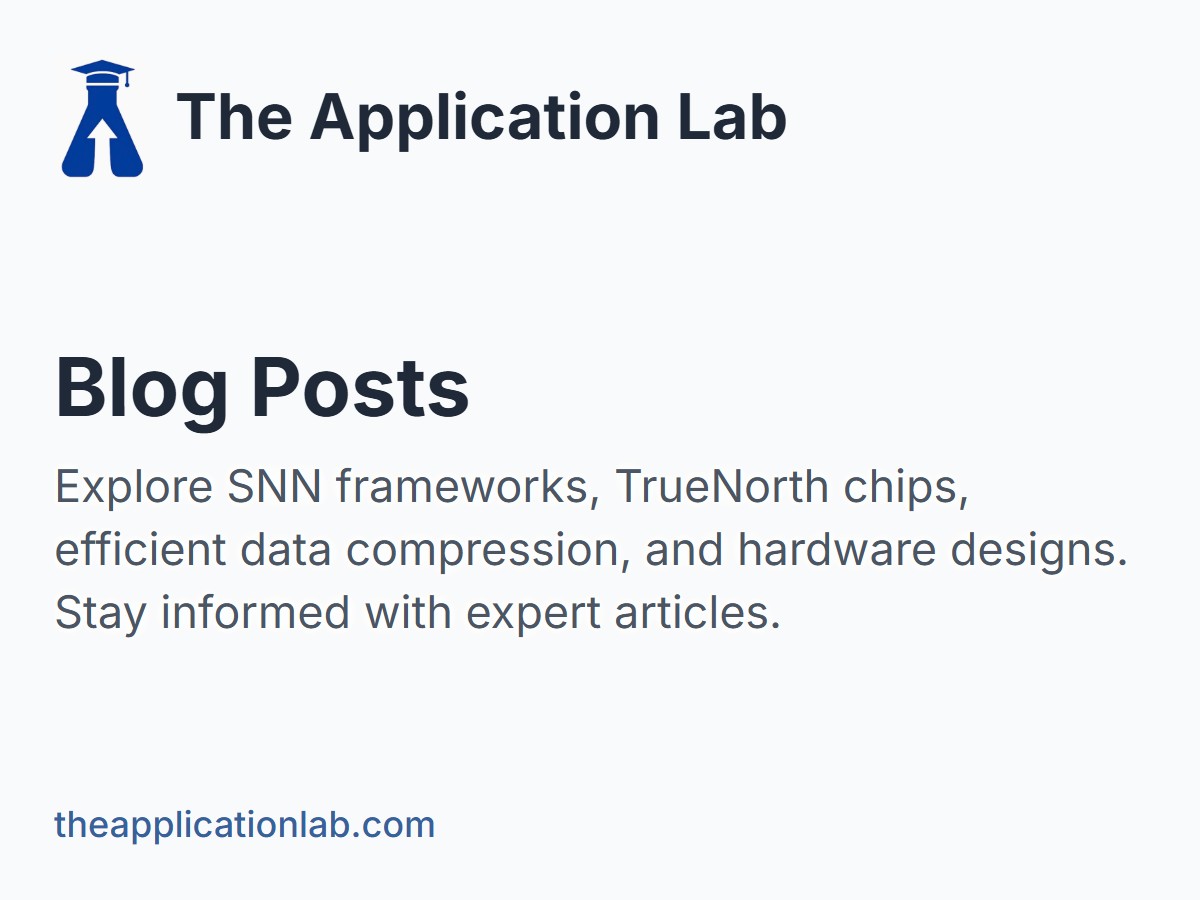 The Application Lab
Blog Posts
Explore SNN frameworks, TrueNorth chips,
efficient data compression, and hardware designs.
Stay informed with expert articles.
theapplicationlab.com